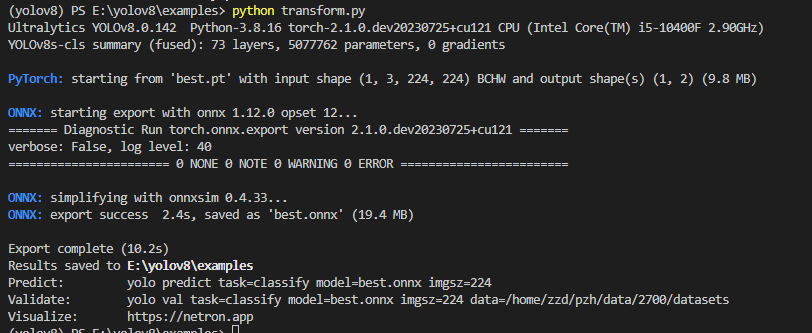 (yolov8) PS E:\yolov8\examples> python transform.py
Ultralytics YOLOv8.0.142 Python-3.8.16 torch-2.1.0.dev20230725+cu121 CPU (Intel Core(TM) i5-10400F 2.90GHz)
YOLOv8s-cls summary (fused): 73 layers, 5077762 parameters, 0 gradients
PyTorch: starting from 'best.pt' with input shape (1, 3, 224, 224) BCHW and output shape(s) (1, 2) (9.8 MB)
ONNX: starting export with onnx 1.12.0 opset 12...
======= Diagnostic Run torch.onnx.export version 2.1.0.dev20230725+cu121 =======
verbose: False, log level: 40
======================= 0 NONE 0 NOTE 0 WARNING 0 ERROR ========================
ONNX: simplifying with onnxsim 0.4.33...
ONNX: export success 2.4s, saved as 'best.onnx' (19.4 MB)
Export complete (10.2s)
Results saved to E:\yolov8\examples
Predict: yolo predict task=classify model=best.onnx imgsz=224
Validate: yolo val task=classify model=best.onnx imgsz=224 data=/home/zzd/pzh/data/2700/datasets
Visualize: https://netron.app
(yolov8) PS E:\yolov8\examples>